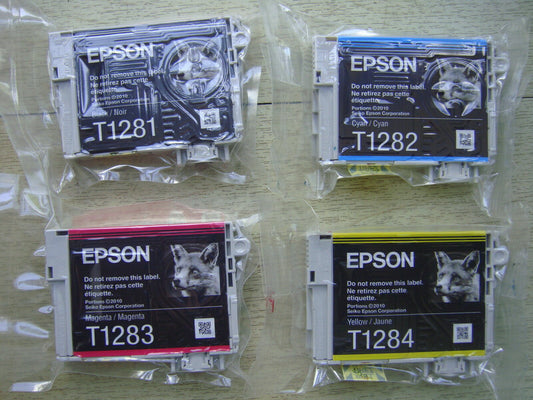 EPSON
Do not remove this label.
Ne retirez pas cette
étiquette.
Portions ©2010
Seiko Epson Corporation
Black / Noir
T1281
EPSON
Do not remove this label.
Ne retirez pas cette
étiquette.
Portions ©2010
Seiko Epson Corporation
Cyan / Cyan
T1282
EPSON
Do not remove this label.
Ne retirez pas cette
étiquette.
Portions ©2010
Seiko Epson Corporation
Magenta / Magenta
T1283
EPSON
Do not remove this label.
Ne retirez pas cette
étiquette.
Portions ©2010
Seiko Epson Corporation
Yellow / Jaune
T1284